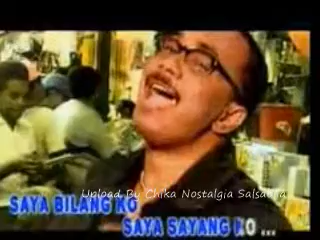 Upload By Chika Nostalgia Salsabila
SAYA BILANG KO
SAYA SAYANG KO ...